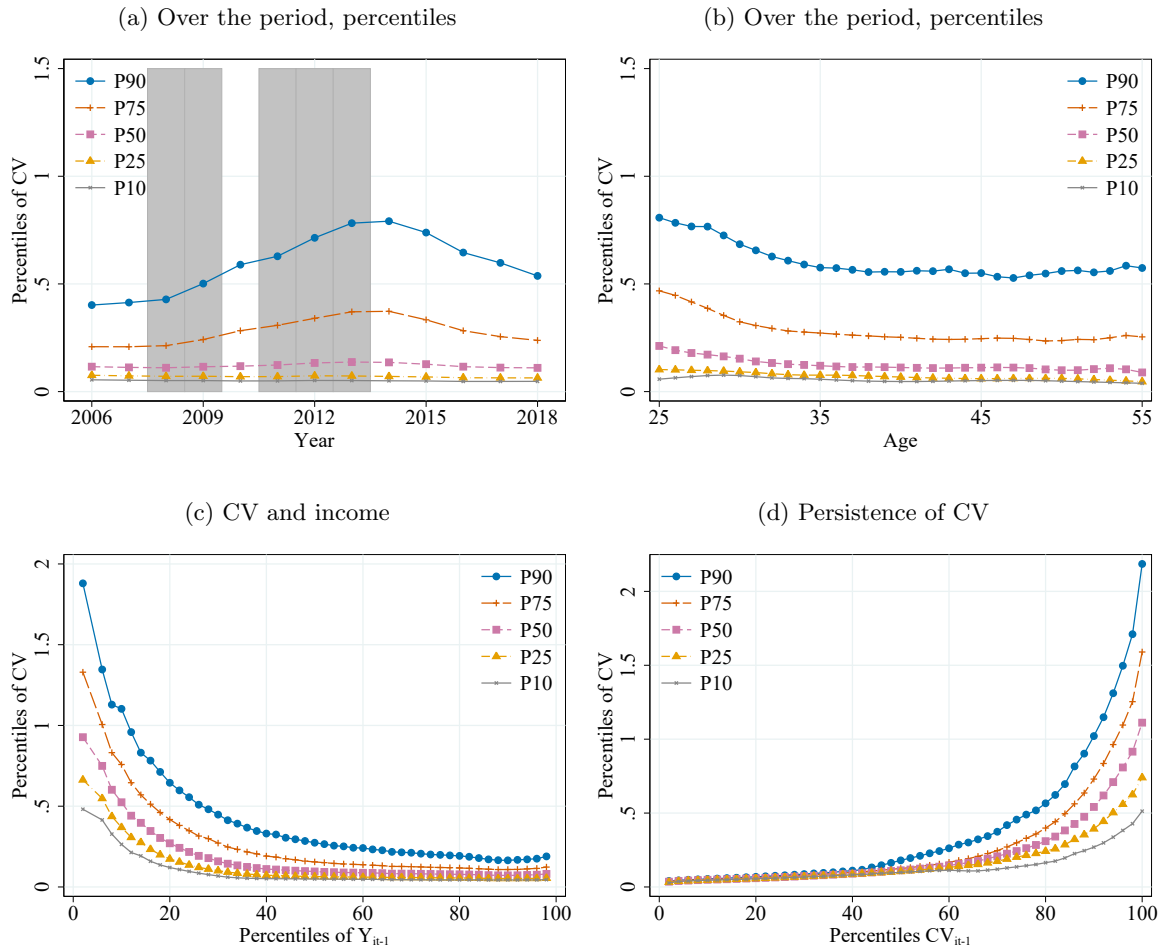 (a) Over the period, percentiles
P90
P75
P50
P25
P10
Percentiles of CV
0
.5
1
1.5
2006
2009
2012
2015
2018
Year
(b) Over the period, percentiles
P90
P75
P50
P25
P10
Percentiles of CV
0
.5
1
1.5
25
35
45
55
Age
(c) CV and income
P90
P75
P50
P25
P10
Percentiles of CV
0
.5
1
1.5
2
0
20
40
60
80
100
Percentiles of Y_{it-1}
(d) Persistence of CV
P90
P75
P50
P25
P10
Percentiles of CV
0
.5
1
1.5
2
0
20
40
60
80
100
Percentiles CV_{it-1}